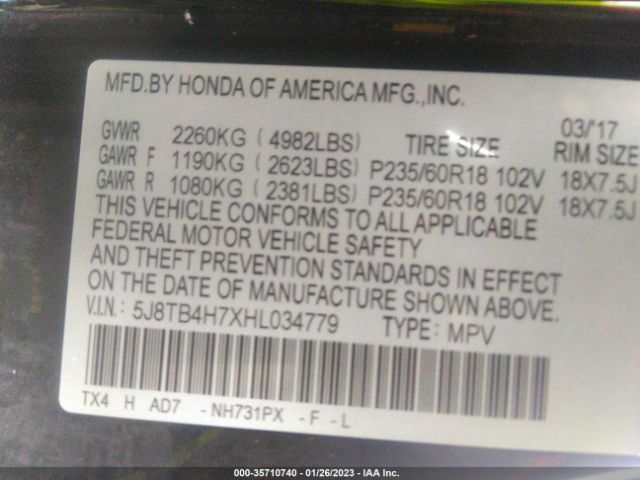 MFD.BY HONDA OF AMERICA MFG.,INC.
03/'17
GVWR 2260KG ( 4982LBS) TIRE SIZE RIM SIZE
GAWR F 1190KG ( 2623LBS) P235/60R18 102V 18X7.5J
GAWR R 1080KG ( 2381LBS) P235/60R18 102V 18X7.5J
THIS VEHICLE CONFORMS TO ALL APPLICABLE
FEDERAL MOTOR VEHICLE SAFETY
AND THEFT PREVENTION STANDARDS IN EFFECT
ON THE DATE OF MANUFACTURE SHOWN ABOVE.
V.I.N.: 5J8TB4H7XHL034779 TYPE: MPV
TX4 H AD7 - NH731PX - F - L
000-35710740 - 01/26/2023 - IAA Inc.